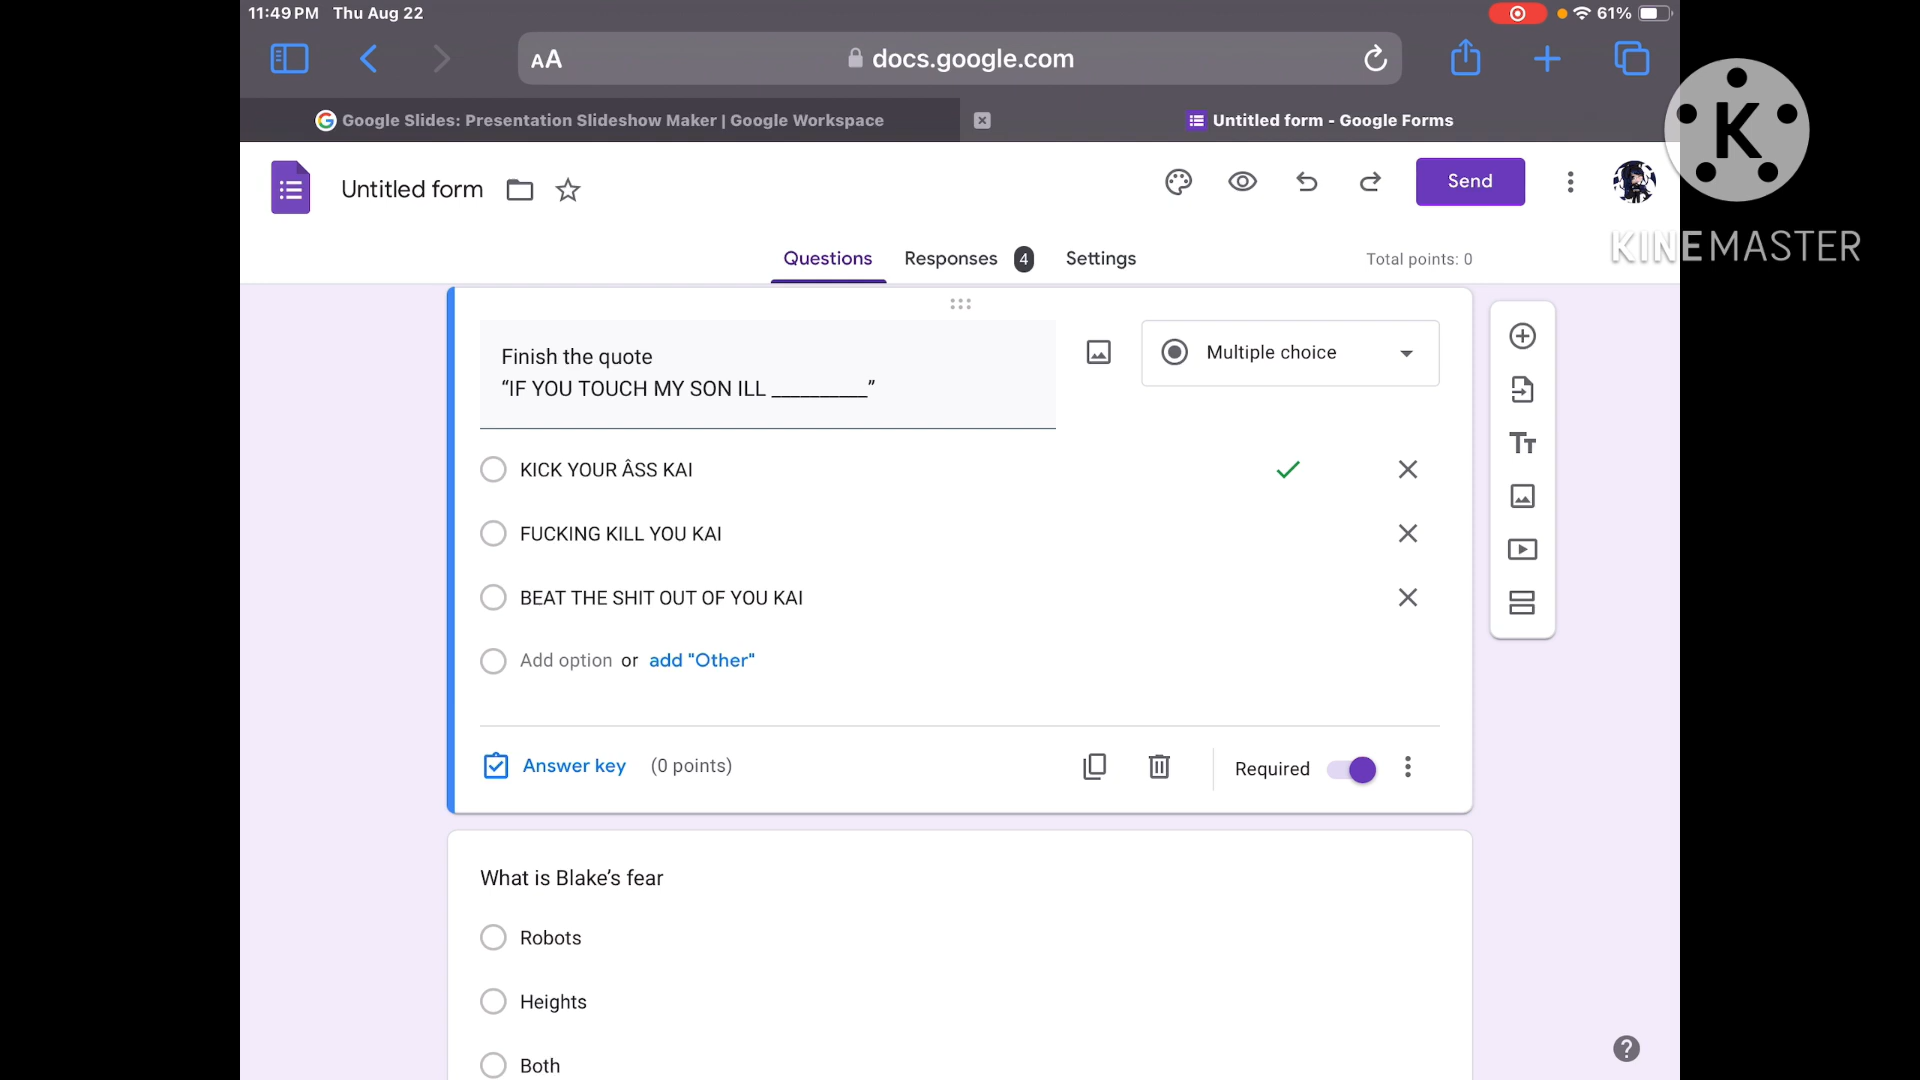 11:49 PM Thu Aug 22
61%
AA
docs.google.com
Google Slides: Presentation Slideshow Maker | Google Workspace
Untitled form - Google Forms
K
KINEMASTER
Untitled form
Send
Questions
Responses 4
Settings
Total points: 0
Finish the quote
“IF YOU TOUCH MY SON ILL __________”
Multiple choice
KICK YOUR ÂSS KAI
FUCKING KILL YOU KAI
BEAT THE SHIT OUT OF YOU KAI
Add option or add "Other"
Answer key (0 points)
Required
What is Blake’s fear
Robots
Heights
Both